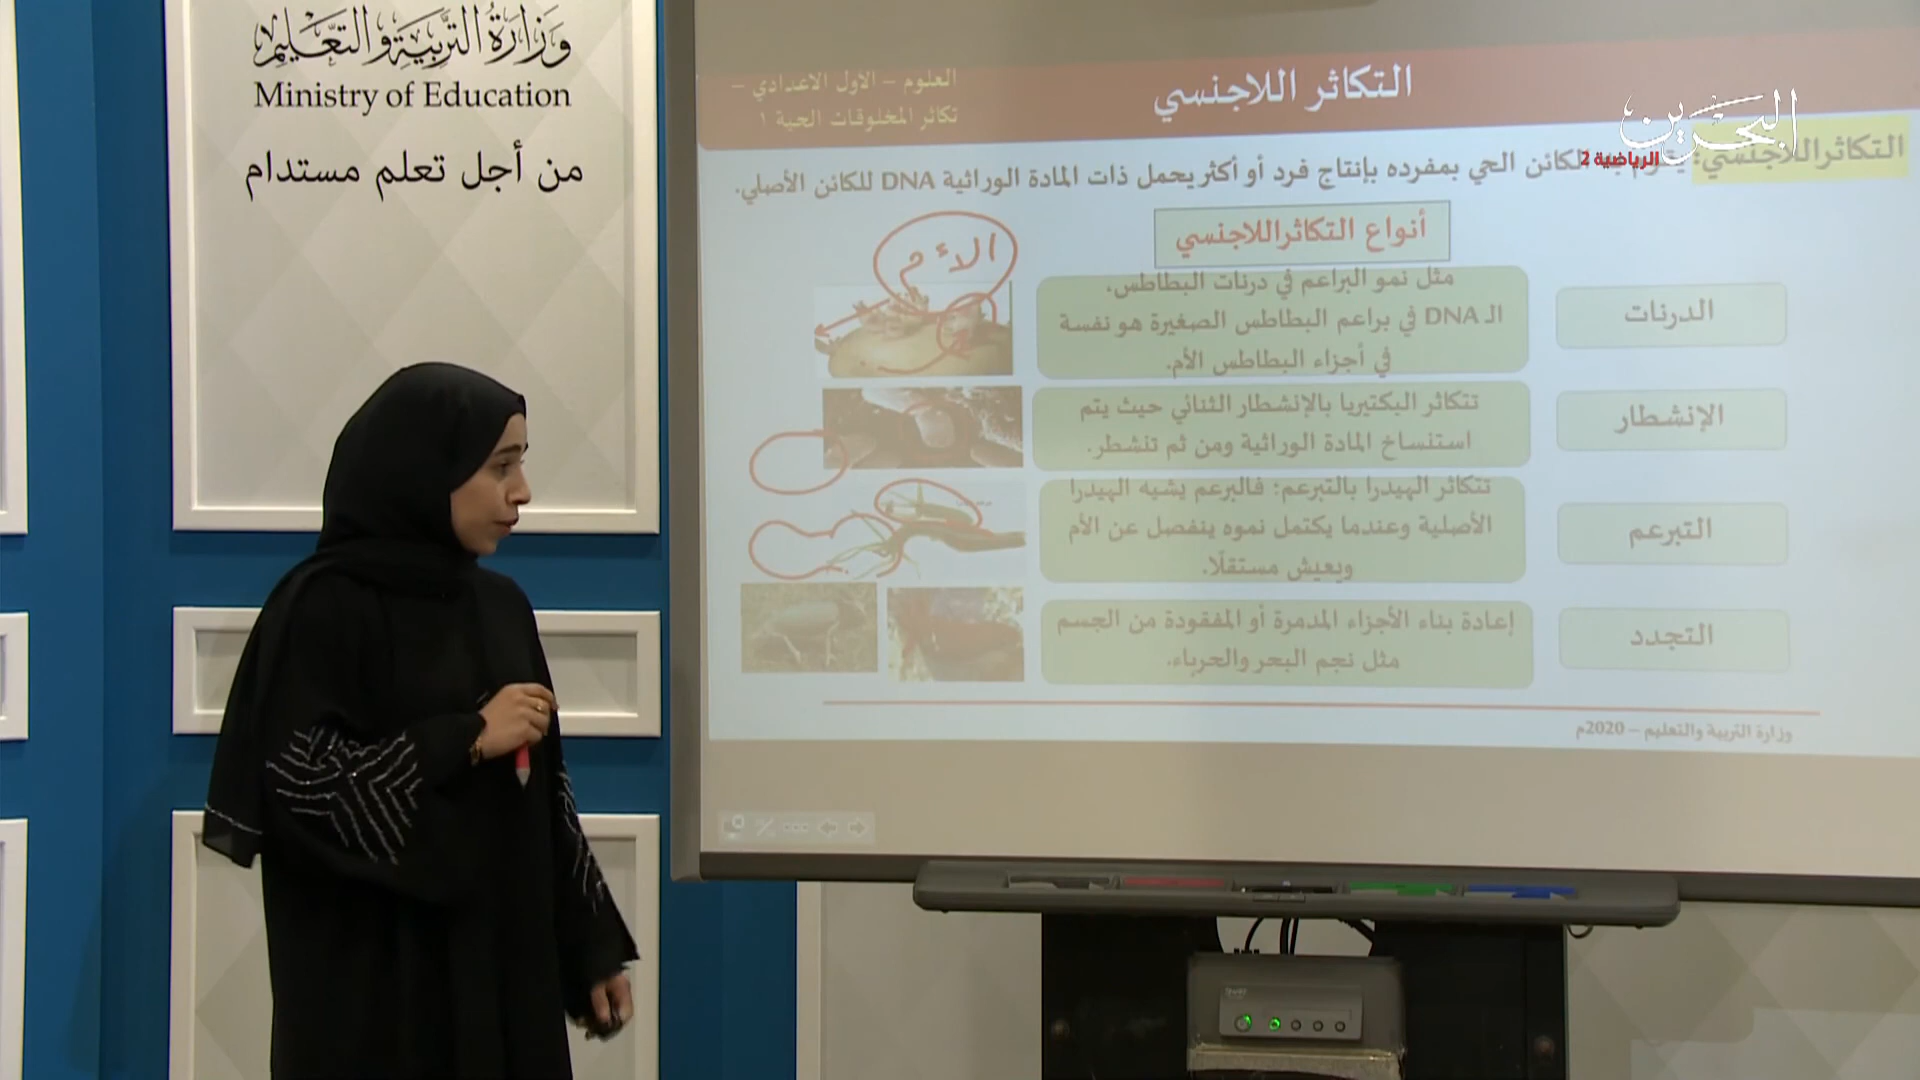 وزارة التربية والتعليم
Ministry of Education
من أجل تعلم مستدام
التكاثر اللاجنسي
العلوم – الاول الاعدادي –
تكاثر المخلوقات الحية ١
البحرين
الرياضية 2
التكاثر اللاجنسي: الكائن الحي بمفرده بإنتاج فرد أو أكثر يحمل ذات المادة الوراثية DNA للكائن الأصلي.
أنواع التكاثر اللاجنسي
الأم
الدرنات
مثل نمو البراعم في درنات البطاطس.
الـ DNA في براعم البطاطس الصغيرة هو نفسة
في أجزاء البطاطس الأم.
الإنشطار
تتكاثر البكتيريا بالإنشطار الثنائي حيث يتم
استنساخ المادة الوراثية ومن ثم تنشطر.
التبرعم
تتكاثر الهيدرا بالتبرعم: فالبرعم يشبه الهيدرا
الأصلية وعندما يكتمل نموه ينفصل عن الأم
ويعيش مستقلًا.
التجدد
إعادة بناء الأجزاء المدمرة أو المفقودة من الجسم
مثل نجم البحر والحرباء.
وزارة التربية والتعليم – 2020م